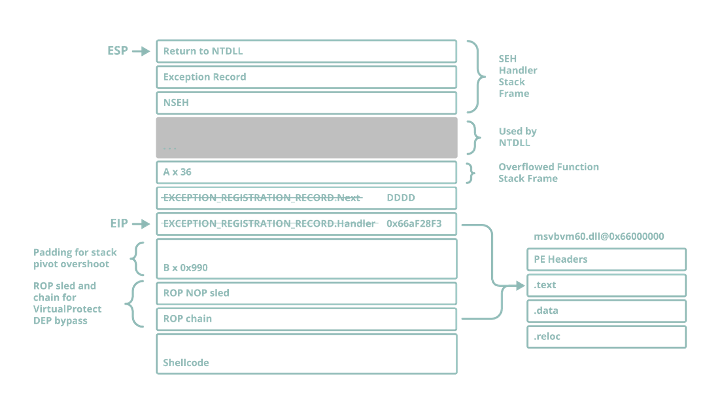 ESP
Return to NTDLL
Exception Record
NSEH
SEH
Handler
Stack
Frame
. . .
Used by
NTDLL
A x 36
Overflowed Function
Stack Frame
EXCEPTION_REGISTRATION_RECORD.Next DDDD
EIP
EXCEPTION_REGISTRATION_RECORD.Handler 0x66aF28F3
Padding for stack
pivot overshoot
B x 0x990
ROP sled and
chain for
VirtualProtect
DEP bypass
ROP NOP sled
ROP chain
Shellcode
msvbvm60.dll@0x66000000
PE Headers
.text
.data
.reloc